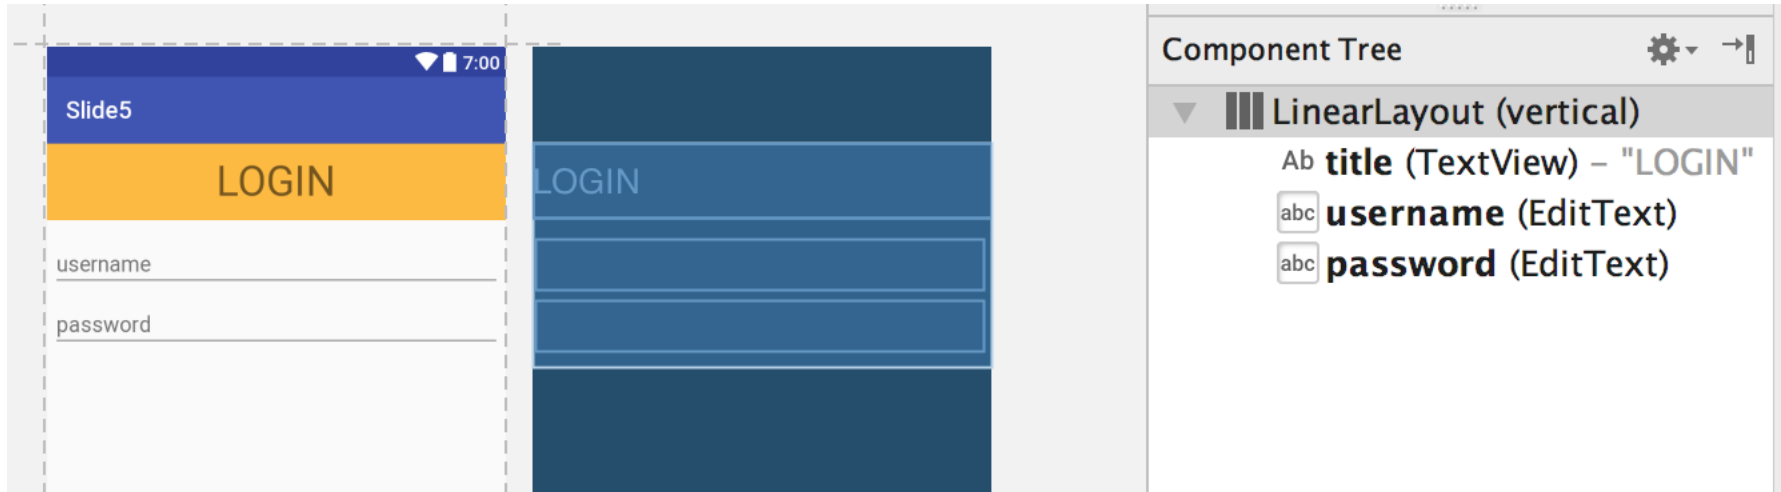 7:00
Slide5
LOGIN
username
password
LOGIN
Component Tree
LinearLayout (vertical)
Ab title (TextView) – "LOGIN"
abc username (EditText)
abc password (EditText)